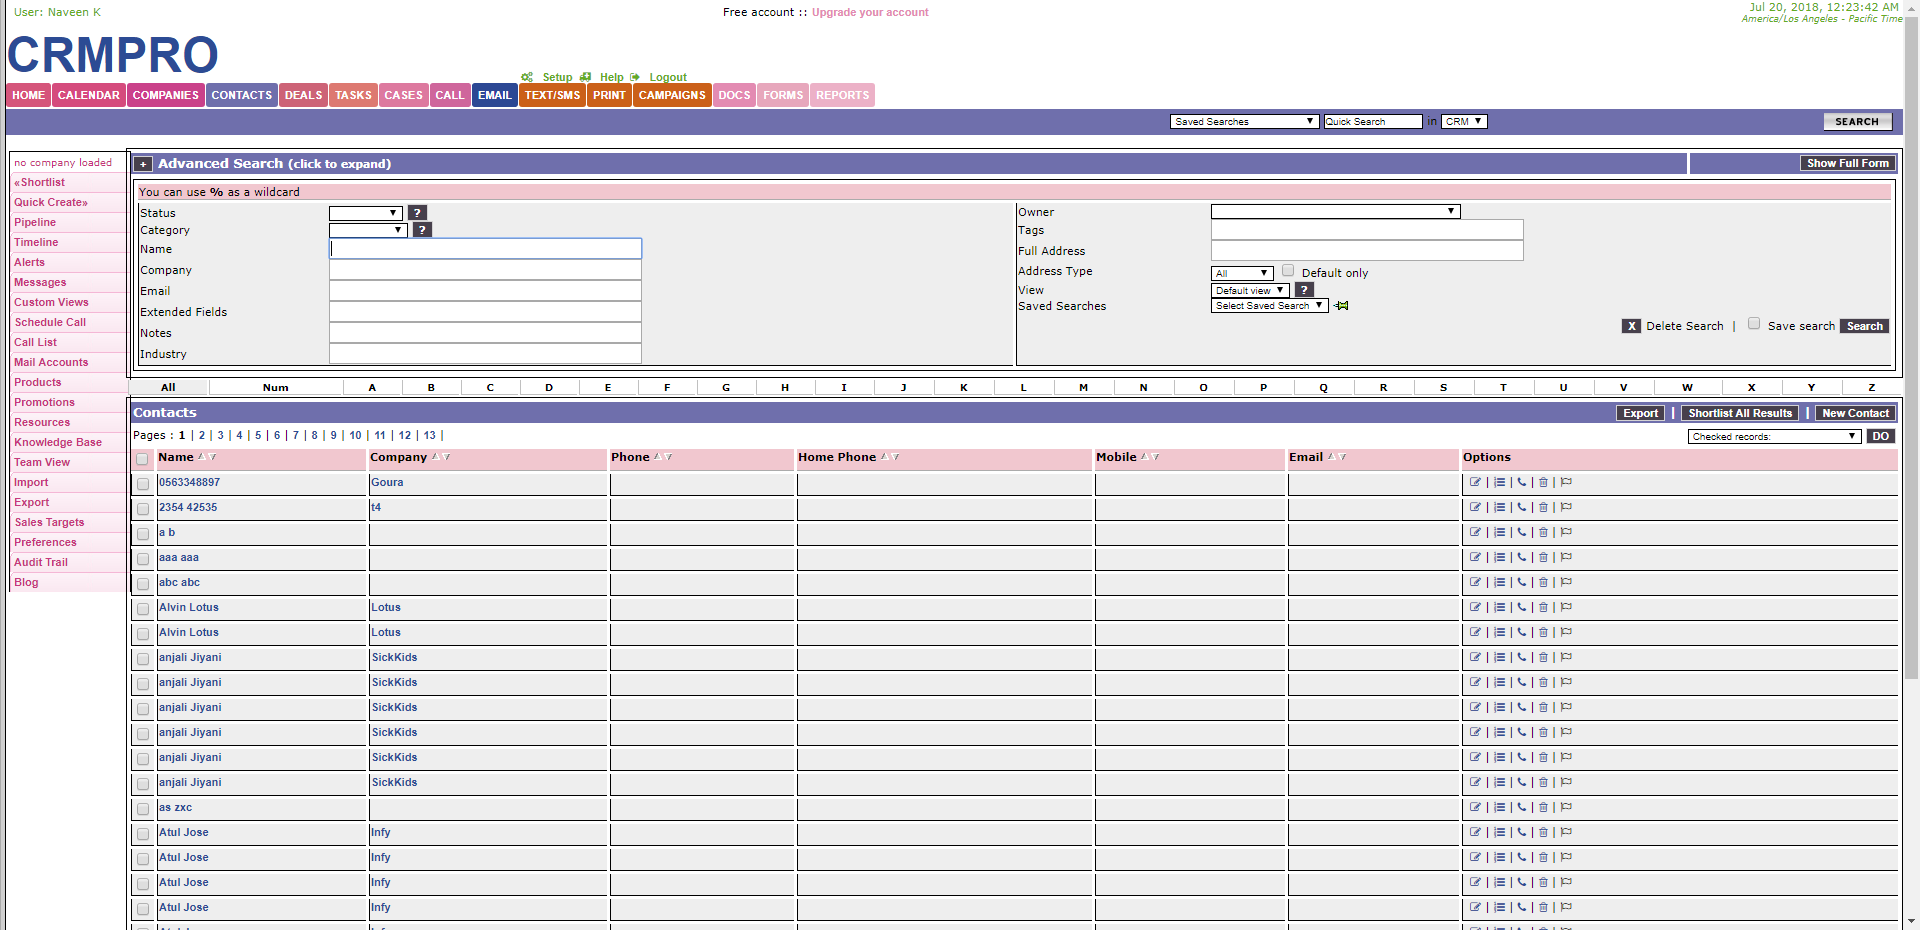 User: Naveen K
Free account :: Upgrade your account
Jul 20, 2018, 12:23:42 AM
America/Los Angeles - Pacific Time
CRMPRO
Setup Help Logout
HOME CALENDAR COMPANIES CONTACTS DEALS TASKS CASES CALL EMAIL TEXT/SMS PRINT CAMPAIGNS DOCS FORMS REPORTS
Saved Searches Quick Search in CRM SEARCH
no company loaded
«Shortlist
Quick Create»
Pipeline
Timeline
Alerts
Messages
Custom Views
Schedule Call
Call List
Mail Accounts
Products
Promotions
Resources
Knowledge Base
Team View
Import
Export
Sales Targets
Preferences
Audit Trail
Blog
+ Advanced Search (click to expand) Show Full Form
You can use % as a wildcard
Status ?
Category ?
Name
Company
Email
Extended Fields
Notes
Industry
Owner
Tags
Full Address
Address Type All Default only
View Default view ?
Saved Searches Select Saved Search
X Delete Search | Save search Search
All Num A B C D E F G H I J K L M N O P Q R S T U V W X Y Z
Contacts Export | Shortlist All Results | New Contact
Pages : 1 | 2 | 3 | 4 | 5 | 6 | 7 | 8 | 9 | 10 | 11 | 12 | 13 |
Checked records: DO
Name Company Phone Home Phone Mobile Email Options
0563348897 Goura | | | |
2354 42535 t4 | | | |
a b | | | |
aaa aaa | | | |
abc abc | | | |
Alvin Lotus Lotus | | | |
Alvin Lotus Lotus | | | |
anjali Jiyani SickKids | | | |
anjali Jiyani SickKids | | | |
anjali Jiyani SickKids | | | |
anjali Jiyani SickKids | | | |
anjali Jiyani SickKids | | | |
anjali Jiyani SickKids | | | |
as zxc | | | |
Atul Jose Infy | | | |
Atul Jose Infy | | | |
Atul Jose Infy | | | |
Atul Jose Infy | | | |